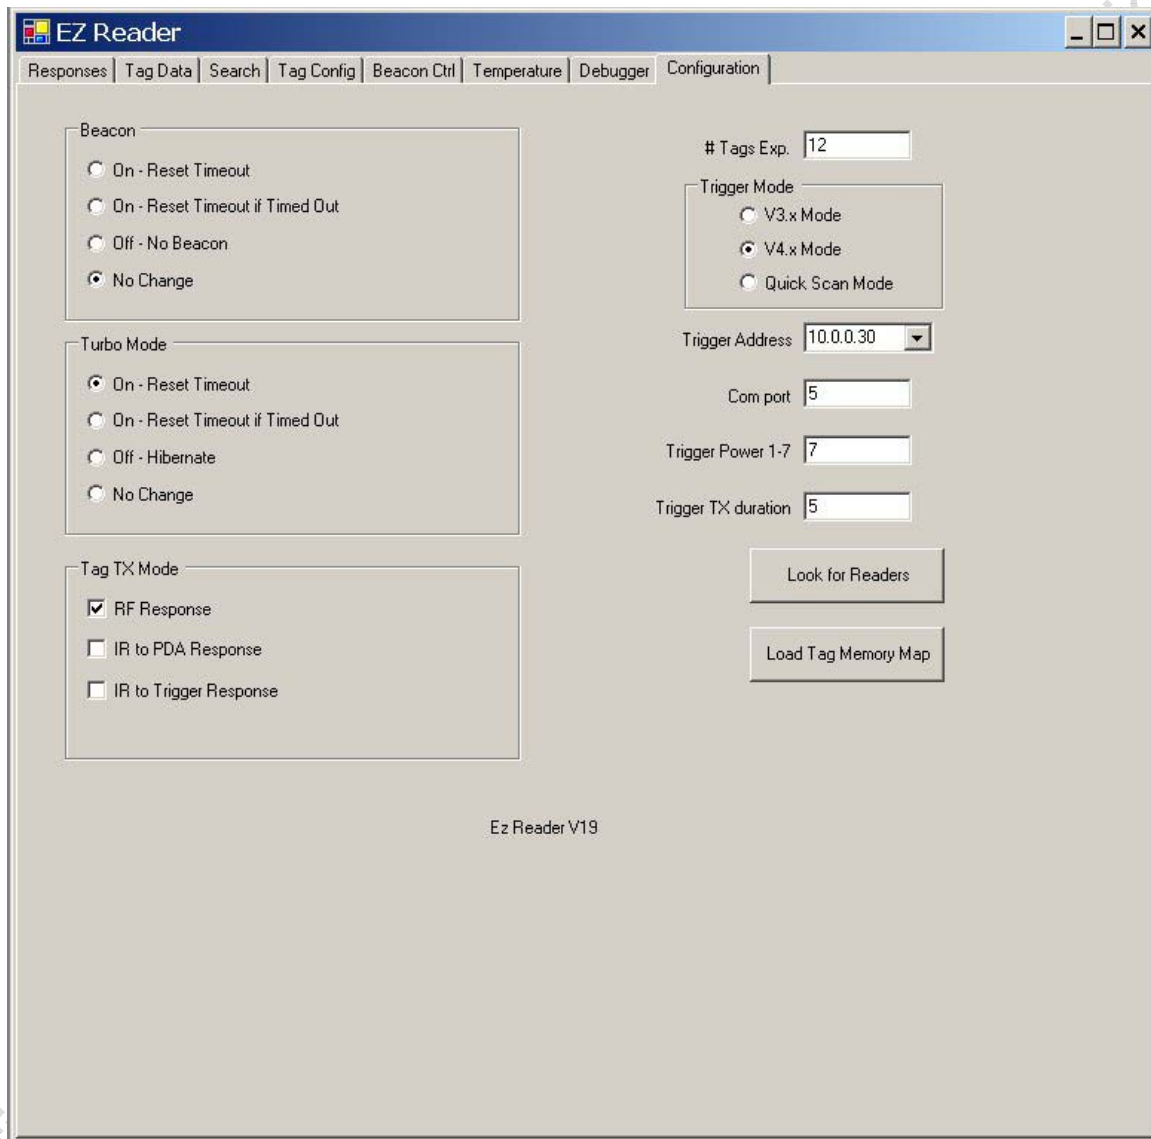 EZ Reader
Responses
Tag Data
Search
Tag Config
Beacon Ctrl
Temperature
Debugger
Configuration
Beacon
On - Reset Timeout
On - Reset Timeout if Timed Out
Off - No Beacon
No Change
Turbo Mode
On - Reset Timeout
On - Reset Timeout if Timed Out
Off - Hibernate
No Change
Tag TX Mode
RF Response
IR to PDA Response
IR to Trigger Response
# Tags Exp. 12
Trigger Mode
V3.x Mode
V4.x Mode
Quick Scan Mode
Trigger Address 10.0.0.30
Com port 5
Trigger Power 1-7 7
Trigger TX duration 5
Look for Readers
Load Tag Memory Map
Ez Reader V19